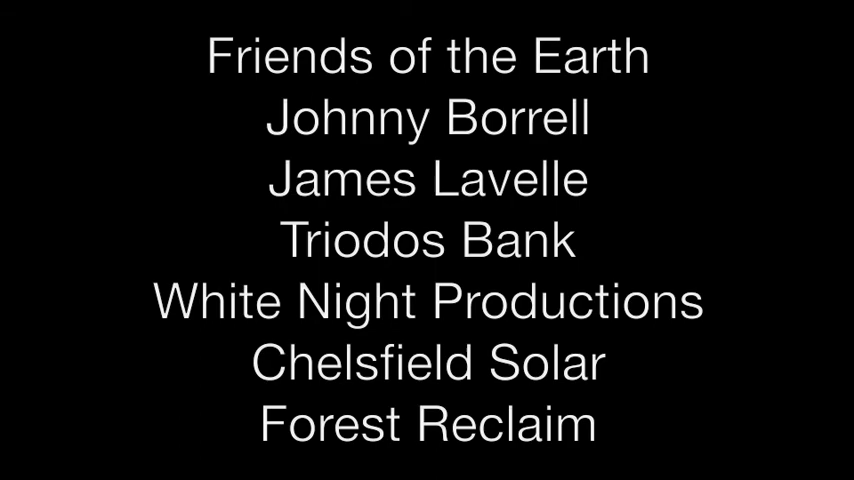 Friends of the Earth
Johnny Borrell
James Lavelle
Triodos Bank
White Night Productions
Chelsfield Solar
Forest Reclaim